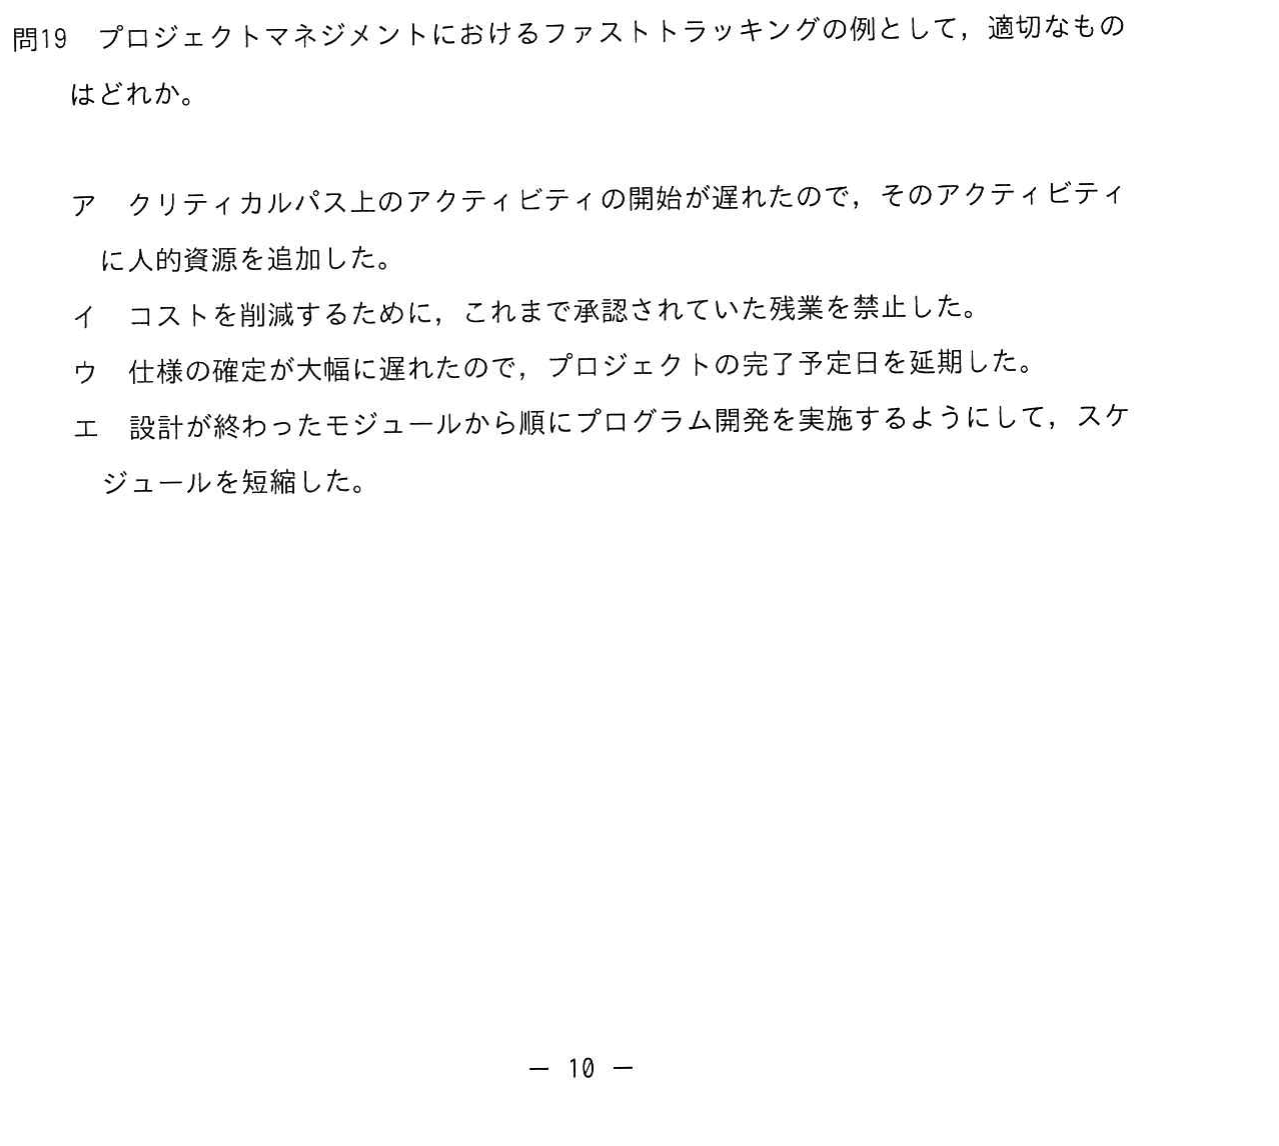 問19　プロジェクトマネジメントにおけるファストトラッキングの例として，適切なもの
はどれか。
ア　クリティカルパス上のアクティビティの開始が遅れたので，そのアクティビティ
に人的資源を追加した。
イ　コストを削減するために，これまで承認されていた残業を禁止した。
ウ　仕様の確定が大幅に遅れたので，プロジェクトの完了予定日を延期した。
エ　設計が終わったモジュールから順にプログラム開発を実施するようにして，スケ
ジュールを短縮した。
— 10 —